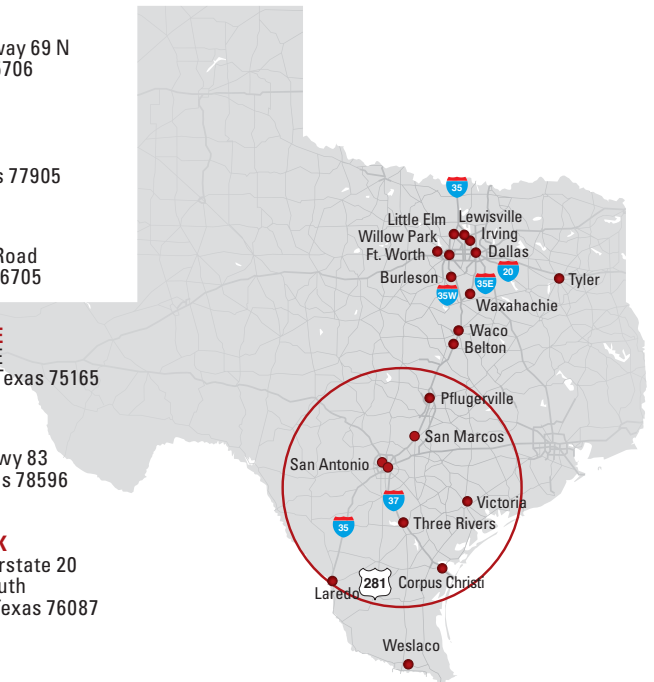 way 69 N
706
s 77905
Road
6705
E
E
Texas 75165
wy 83
s 78596
K
erstate 20
uth
Texas 76087
35
Little Elm
Lewisville
Willow Park
Irving
Ft. Worth
Dallas
20
Burleson
35E
Tyler
35W
Waxahachie
Waco
Belton
Pflugerville
San Marcos
San Antonio
37
Victoria
35
Three Rivers
281
Corpus Christi
Laredo
Weslaco